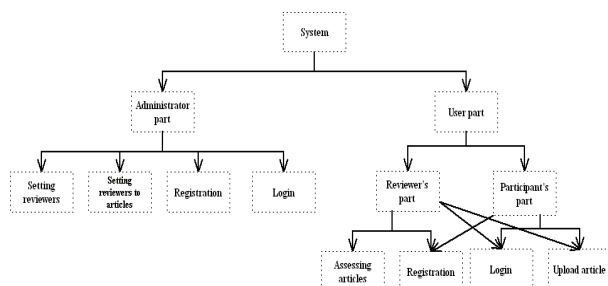 System
Administrator
part
User part
Setting
reviewers
Setting
reviewers to
articles
Registration
Login
Reviewer's
part
Participant's
part
Assessing
articles
Registration
Login
Upload article